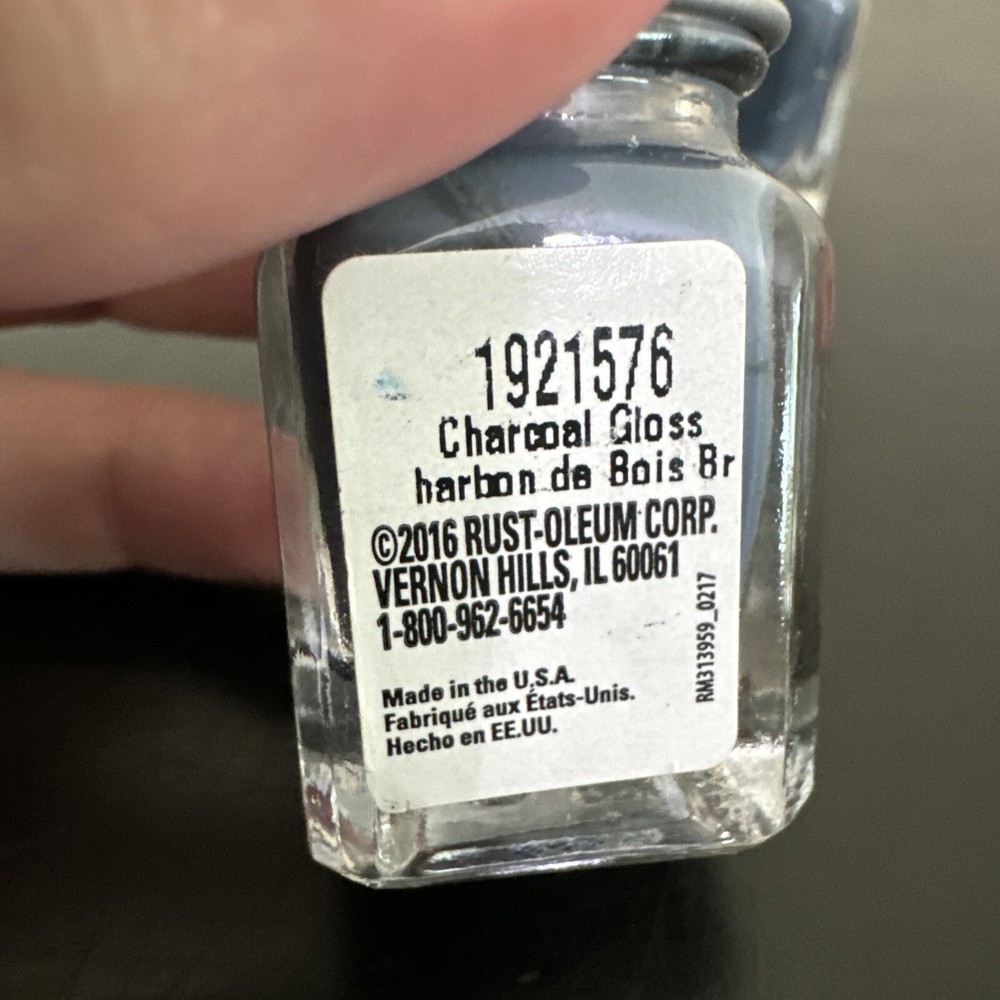 1921576
Charcoal Gloss
harbon de Bois Br
©2016 RUST-OLEUM CORP.
VERNON HILLS, IL 60061
1-800-962-6654
RM313959_0217
Made in the U.S.A.
Fabriqué aux États-Unis.
Hecho en EE.UU.